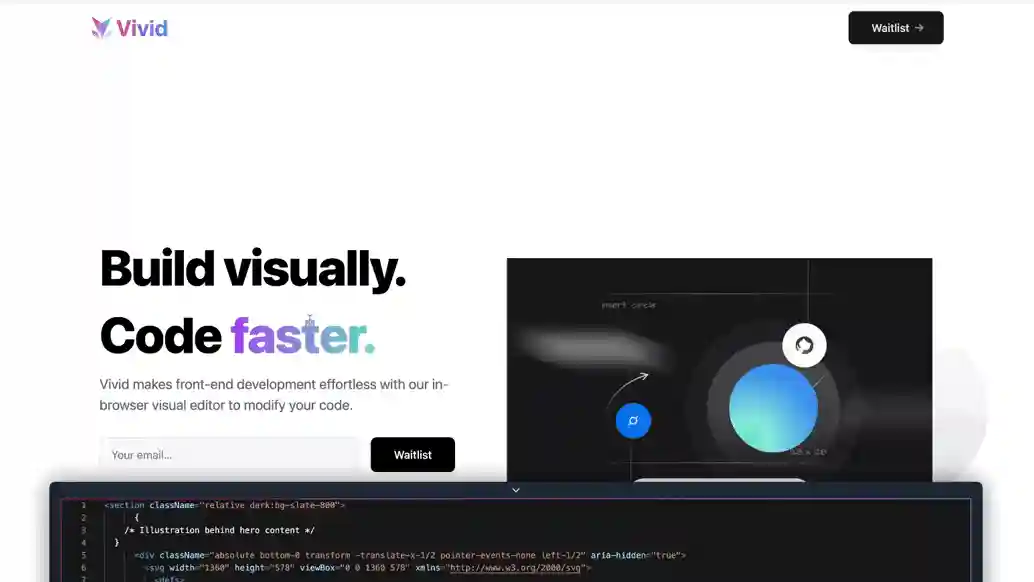 Vivid
Waitlist →
Build visually.
Code faster.
Vivid makes front-end development effortless with our in-
browser visual editor to modify your code.
Your email...
Waitlist
1 <section className="relative dark:bg-slate-800">
2 {
3 /* Illustration behind hero content */
4 }
5 <div className="absolute bottom-0 transform -translate-x-1/2 pointer-events-none left-1/2" aria-hidden="true">
6 <svg width="1360" height="578" viewBox="0 0 1360 578" xmlns="http://www.w3.org/2000/svg">
7 <defs>